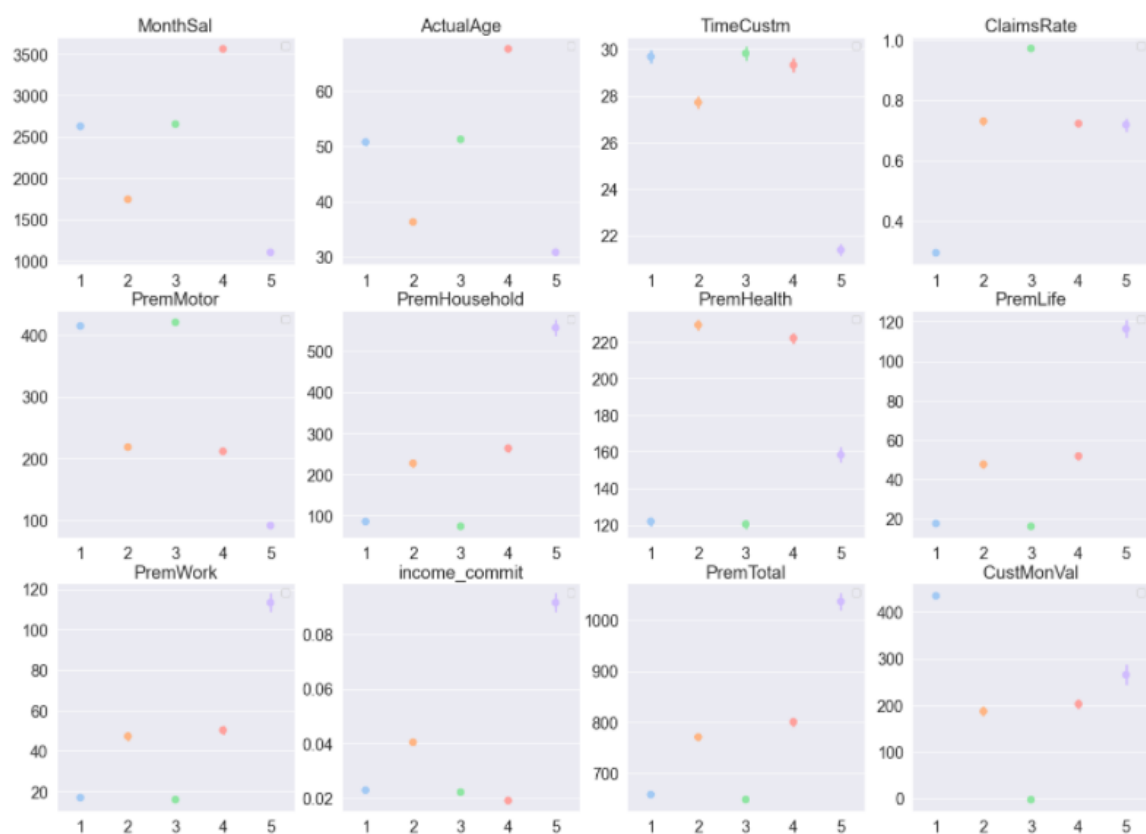 MonthSal ActualAge TimeCustm ClaimsRate
3500 60 30 1.0
3000 28 0.8
2500 50 26 0.6
2000 40 24 0.4
1500 22
1000 30
1 2 3 4 5 1 2 3 4 5 1 2 3 4 5 1 2 3 4 5
PremMotor PremHousehold PremHealth PremLife
400 500 220 120
300 400 200 100
200 300 180 80
100 200 160 60
100 140 40
120 20
1 2 3 4 5 1 2 3 4 5 1 2 3 4 5 1 2 3 4 5
PremWork income_commit PremTotal CustMonVal
120 0.08 1000 400
100 0.06 900 300
80 0.04 800 200
60 0.02 700 100
40 0
20
1 2 3 4 5 1 2 3 4 5 1 2 3 4 5 1 2 3 4 5